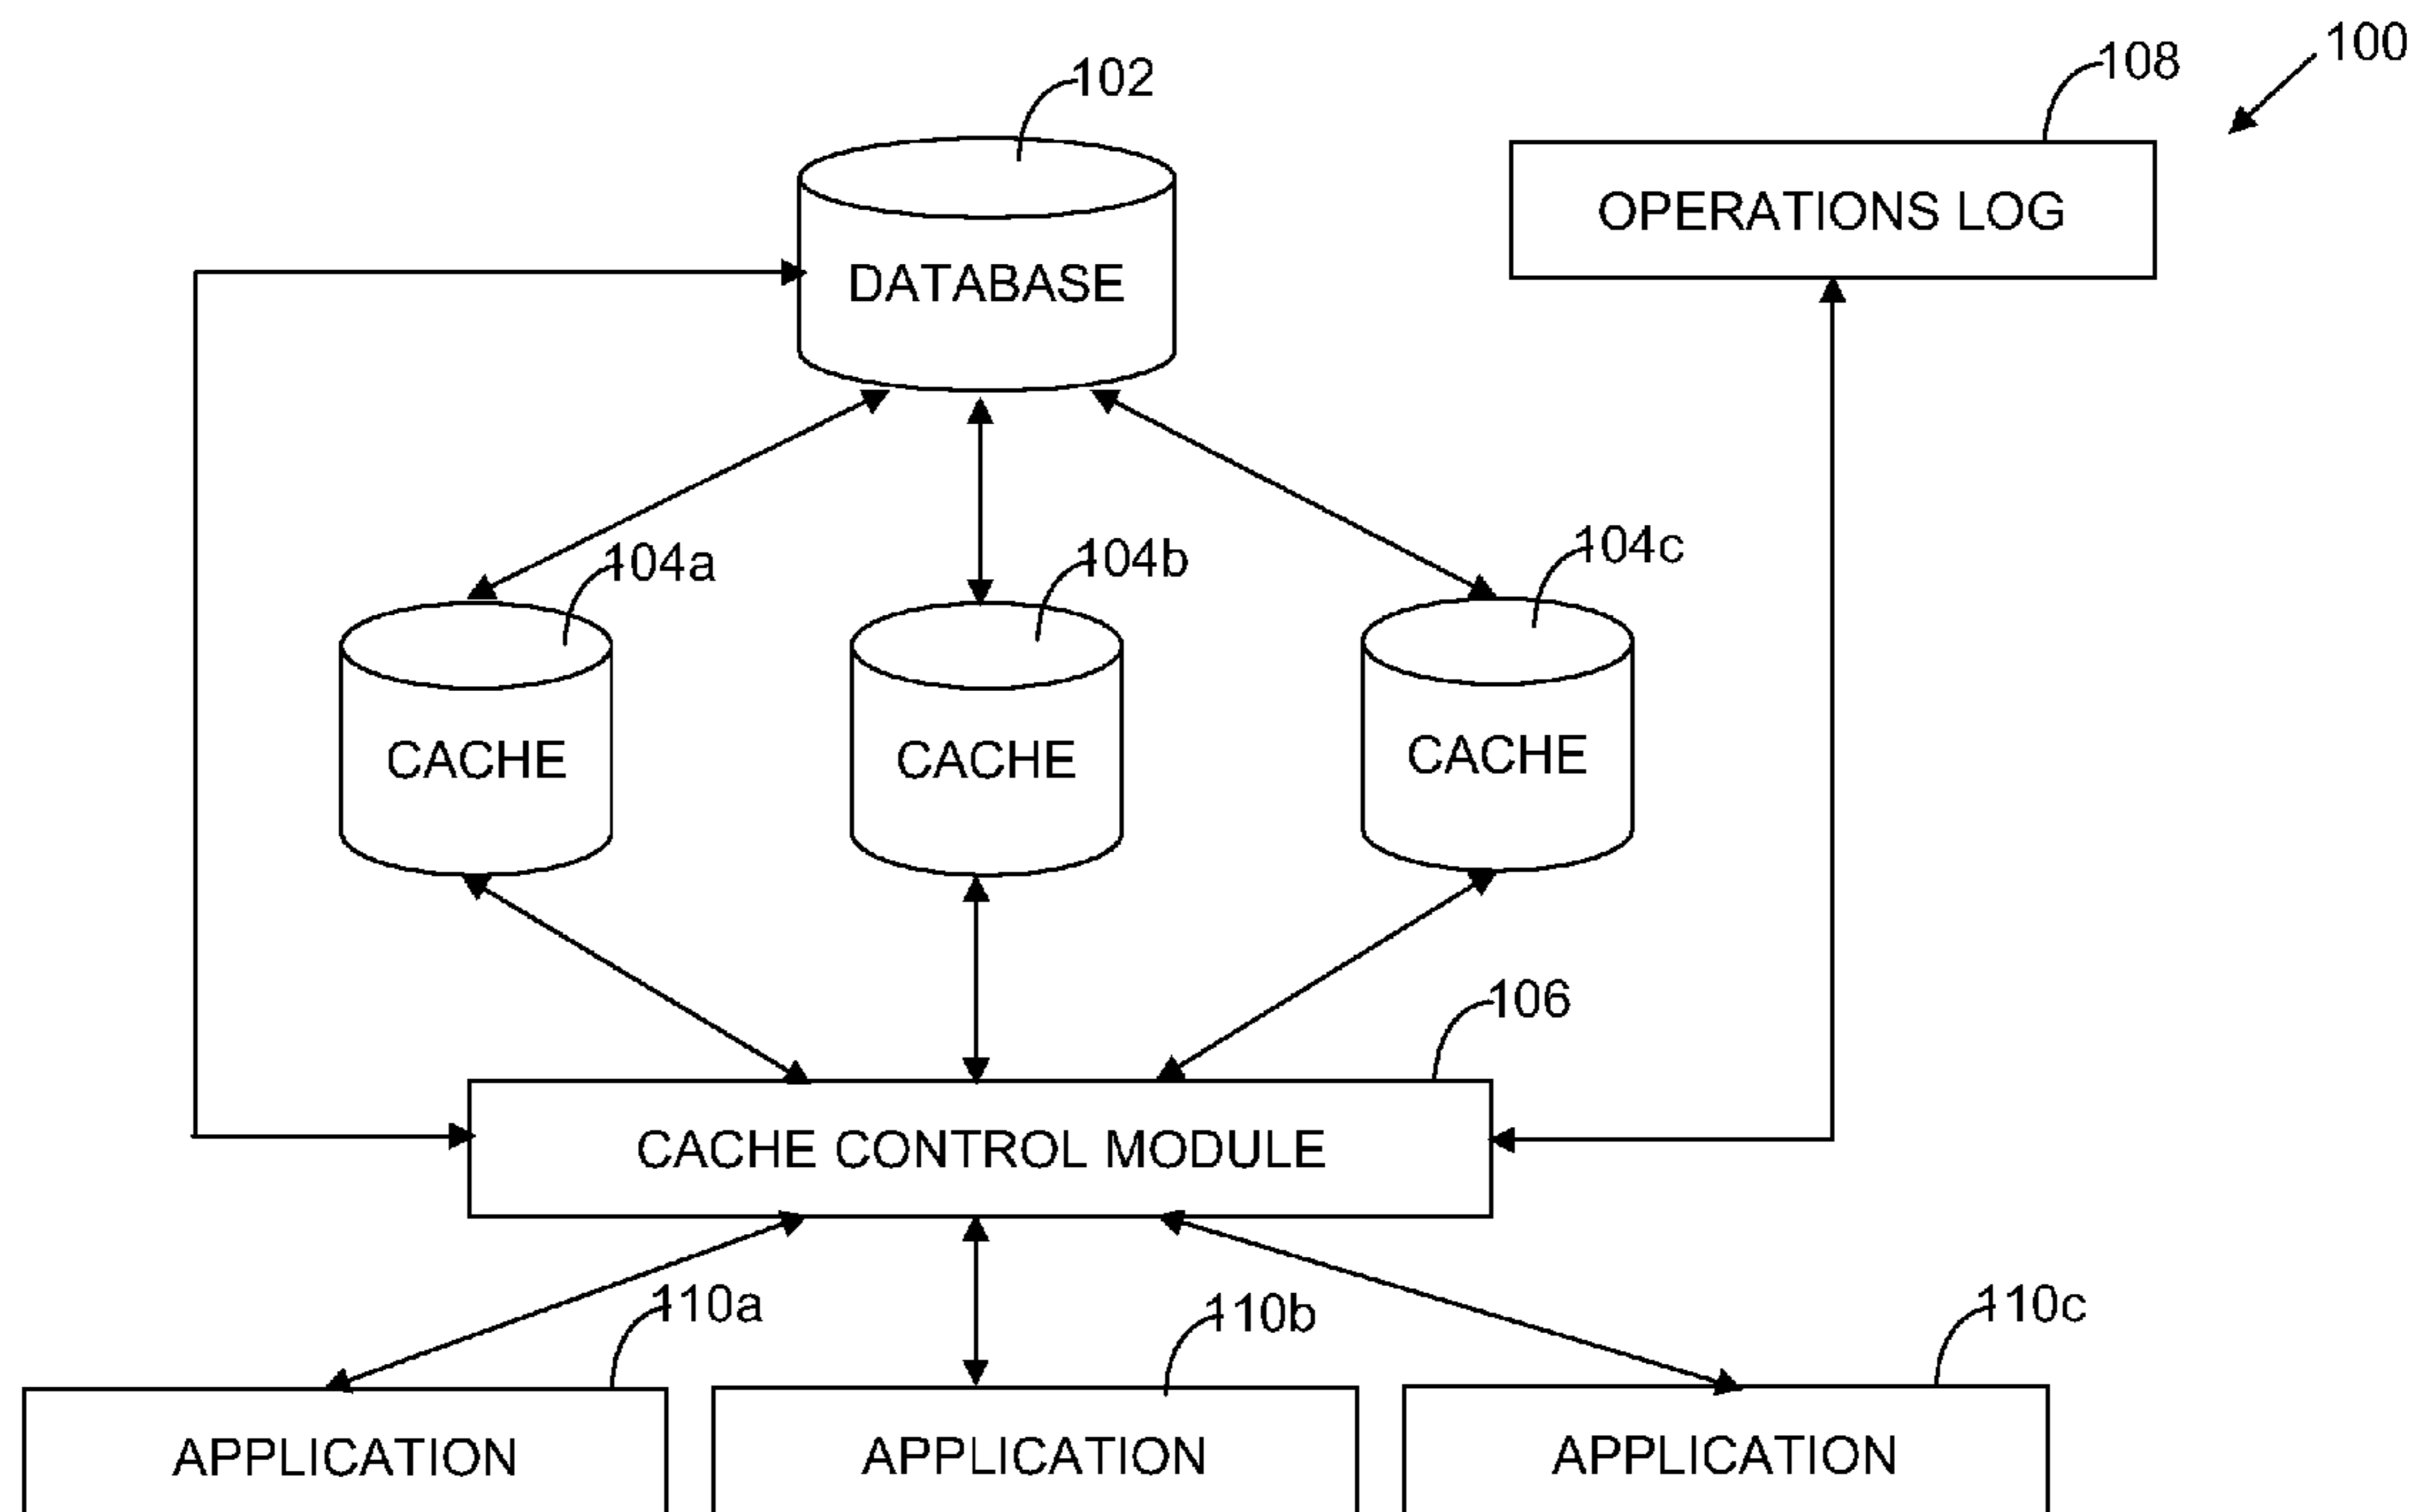 100
108
102
OPERATIONS LOG
DATABASE
104a
104b
104c
CACHE
CACHE
CACHE
106
CACHE CONTROL MODULE
110a
110b
110c
APPLICATION
APPLICATION
APPLICATION